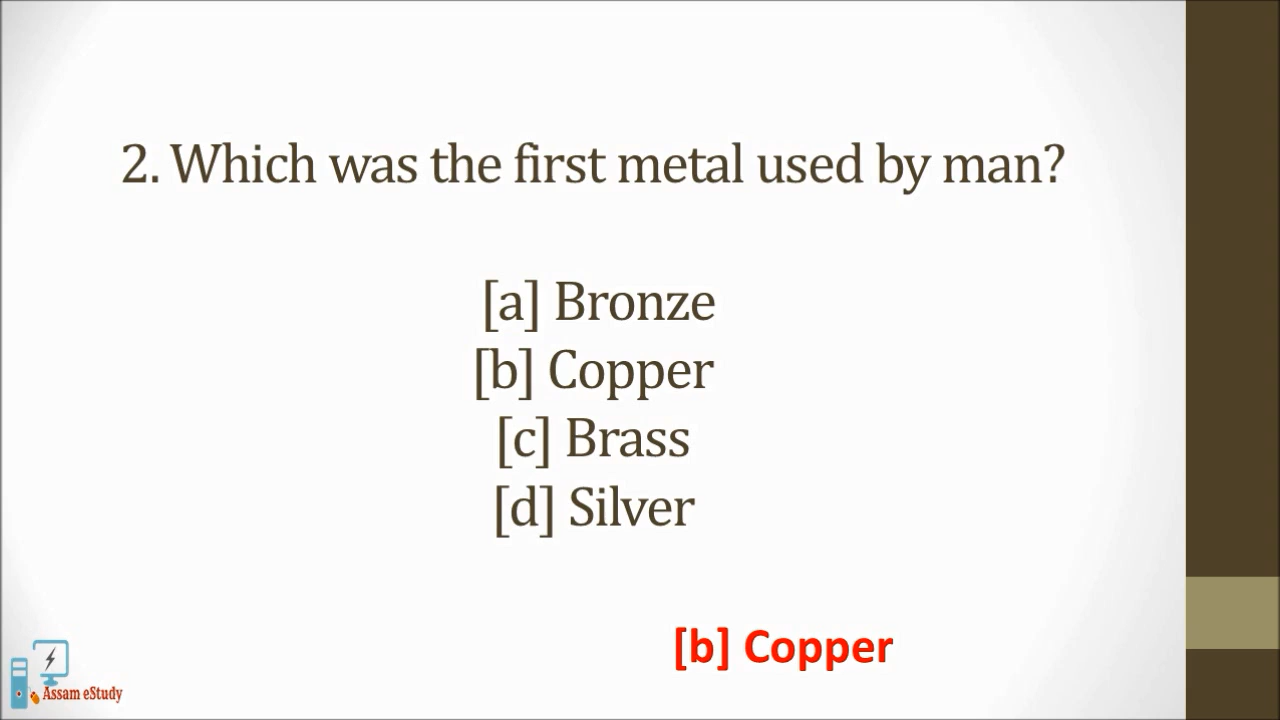 2. Which was the first metal used by man?
[a] Bronze
[b] Copper
[c] Brass
[d] Silver
[b] Copper
Assam eStudy